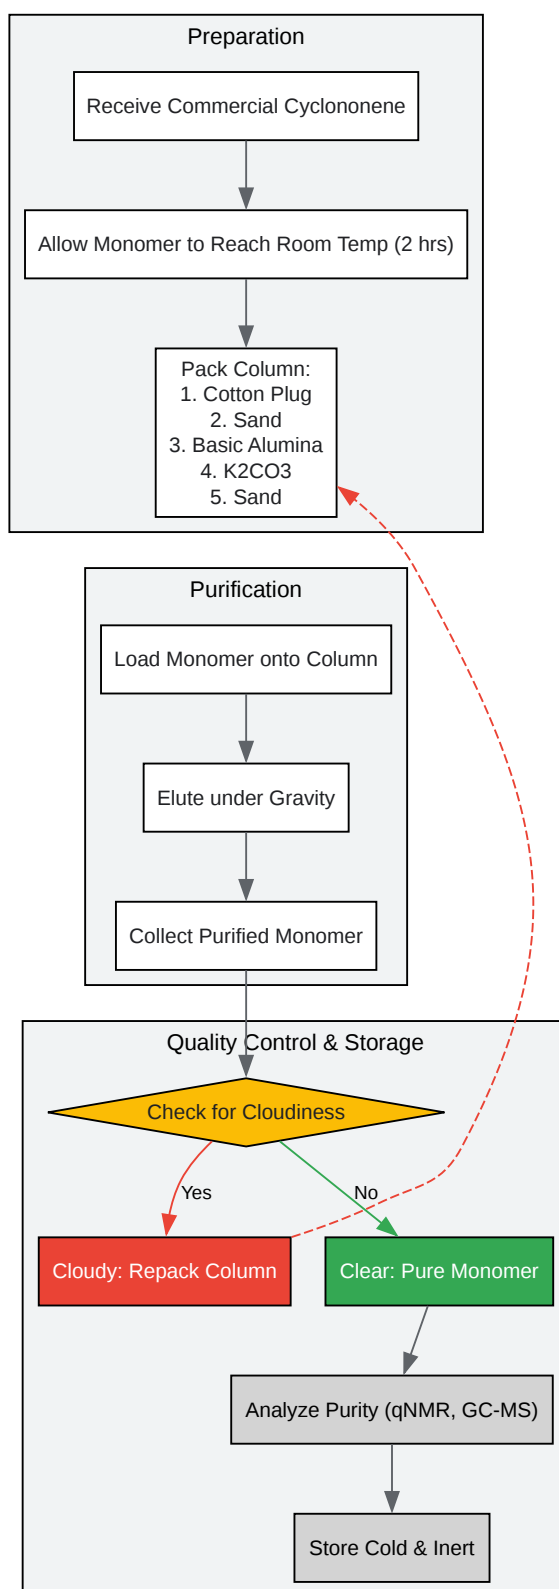 Preparation
Receive Commercial Cyclononene
Allow Monomer to Reach Room Temp (2 hrs)
Pack Column:
1. Cotton Plug
2. Sand
3. Basic Alumina
4. K2CO3
5. Sand
Purification
Load Monomer onto Column
Elute under Gravity
Collect Purified Monomer
Quality Control & Storage
Check for Cloudiness
Yes
No
Cloudy: Repack Column
Clear: Pure Monomer
Analyze Purity (qNMR, GC-MS)
Store Cold & Inert